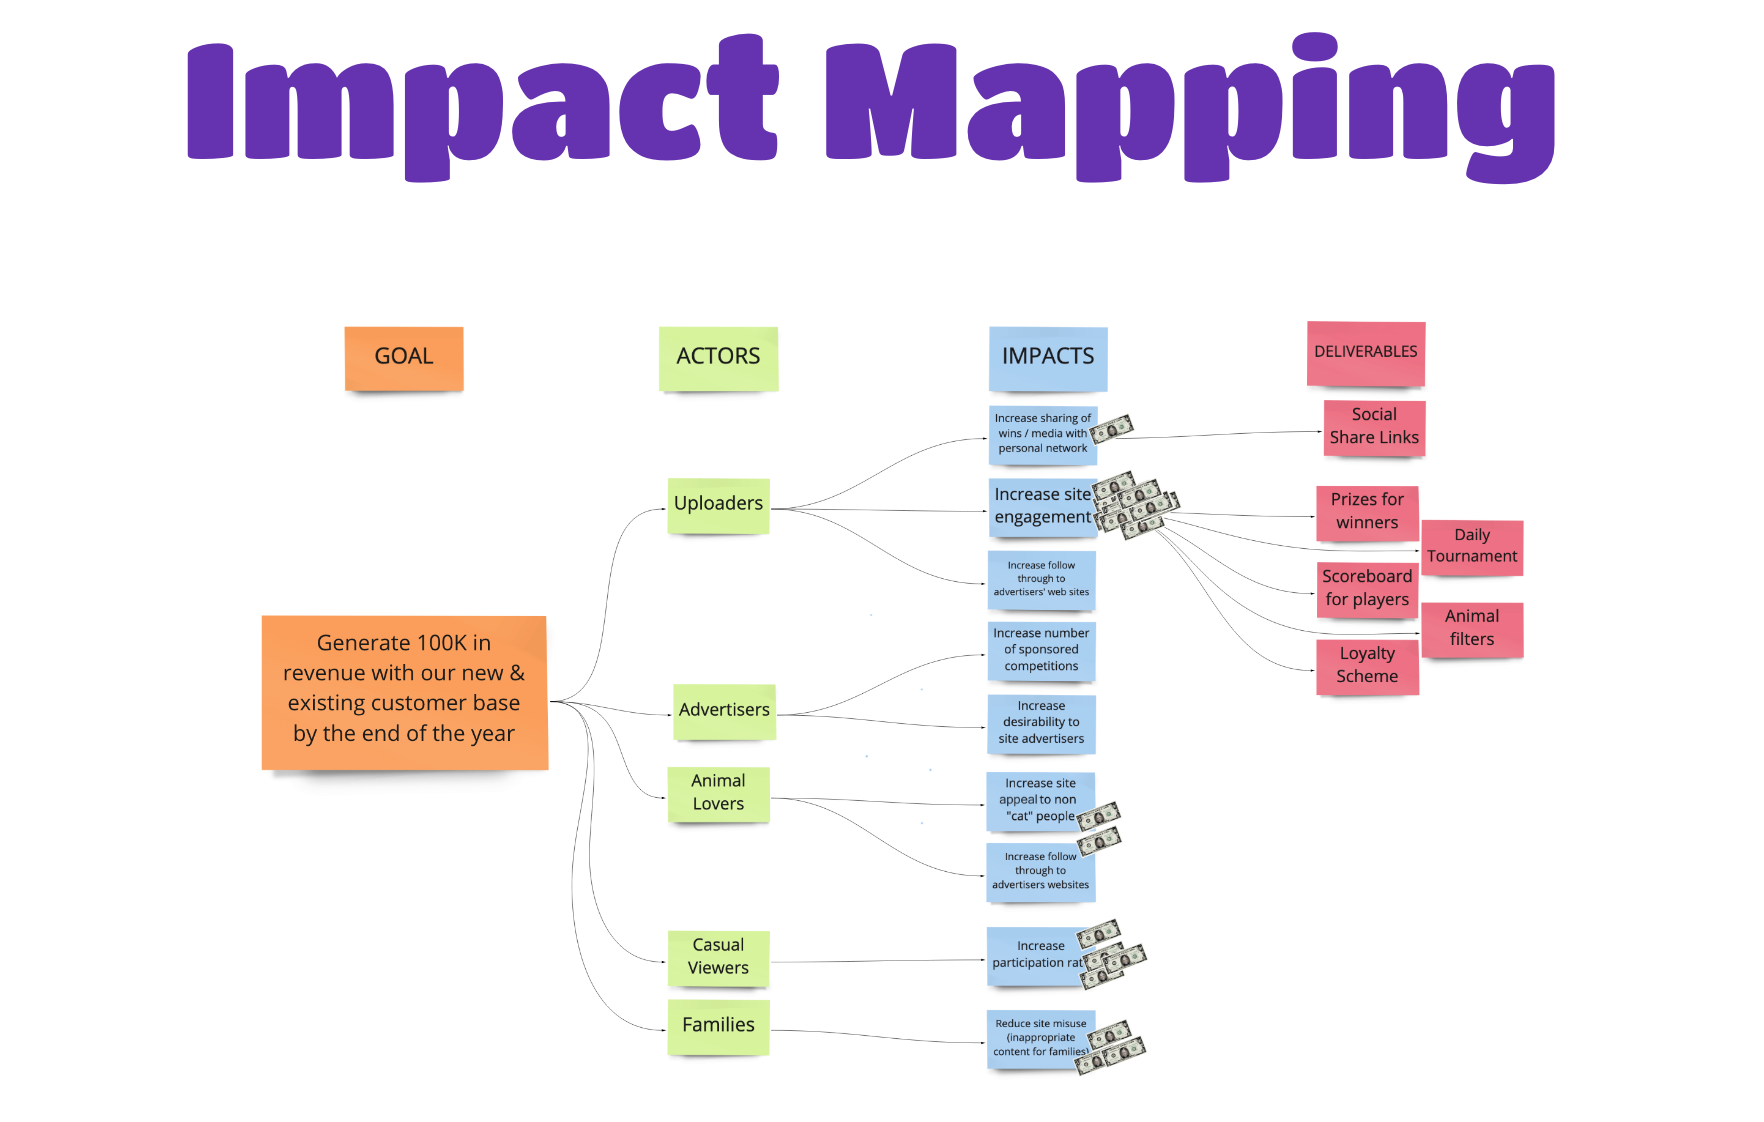 Impact Mapping
GOAL
ACTORS
IMPACTS
DELIVERABLES
Generate 100K in
revenue with our new &
existing customer base
by the end of the year
Uploaders
Advertisers
Animal
Lovers
Casual
Viewers
Families
Increase sharing of
wins / media with
personal network
Increase site
engagement
Increase follow
through to
advertisers' web sites
Increase number
of sponsored
competitions
Increase
desirability to
site advertisers
Increase site
appeal to non
"cat" people
Increase follow
through to
advertisers websites
Increase
participation rat
Reduce site misuse
(inappropriate
content for families)
Social
Share Links
Prizes for
winners
Daily
Tournament
Scoreboard
for players
Animal
filters
Loyalty
Scheme